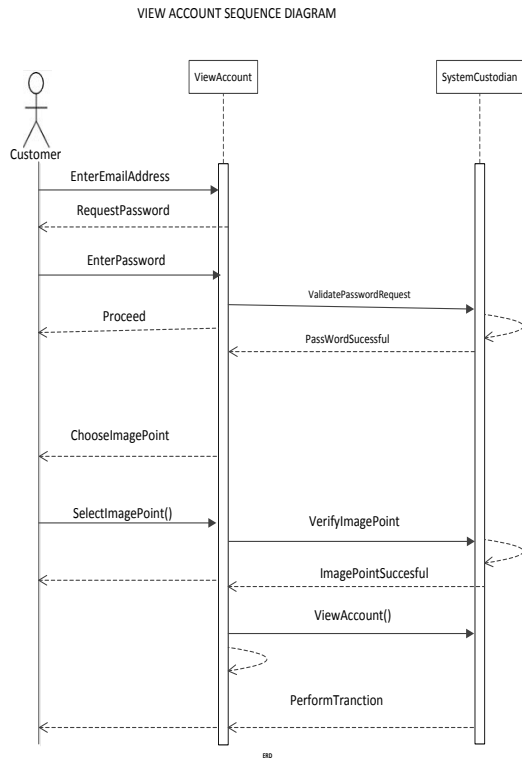 VIEW ACCOUNT SEQUENCE DIAGRAM
ViewAccount
SystemCustodian
Customer
EnterEmailAddress
RequestPassword
EnterPassword
ValidatePasswordRequest
Proceed
PassWordSucessful
ChooseImagePoint
SelectImagePoint()
VerifyImagePoint
ImagePointSuccesful
ViewAccount()
PerformTranction
ERD